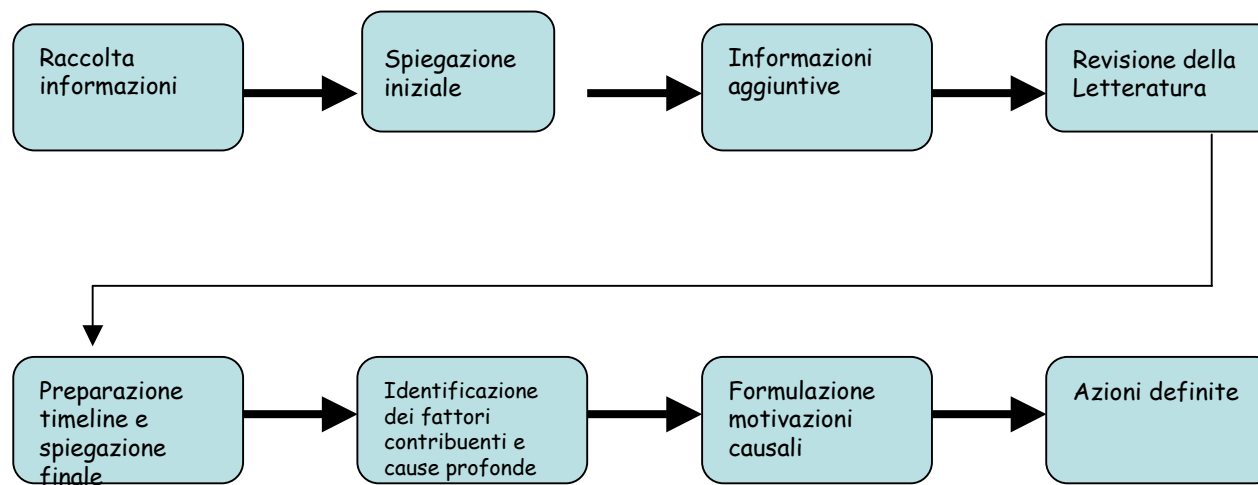 Raccolta
informazioni
Spiegazione
iniziale
Informazioni
aggiuntive
Revisione della
Letteratura
Preparazione
timeline e
spiegazione
finale
Identificazione
dei fattori
contribuenti e
cause profonde
Formulazione
motivazioni
causali
Azioni definite